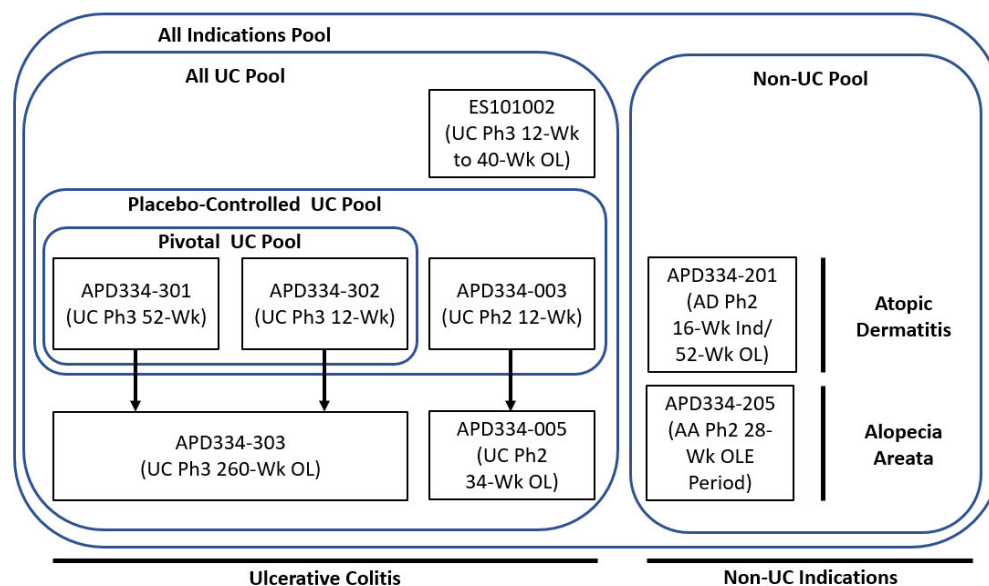 All Indications Pool
All UC Pool
ES101002
(UC Ph3 12-Wk
to 40-Wk OL)
Placebo-Controlled UC Pool
Pivotal UC Pool
APD334-301
(UC Ph3 52-Wk)
APD334-302
(UC Ph3 12-Wk)
APD334-003
(UC Ph2 12-Wk)
APD334-303
(UC Ph3 260-Wk OL)
APD334-005
(UC Ph2
34-Wk OL)
Ulcerative Colitis
Non-UC Pool
APD334-201
(AD Ph2
16-Wk Ind/
52-Wk OL)
Atopic
Dermatitis
APD334-205
(AA Ph2 28-
Wk OLE
Period)
Alopecia
Areata
Non-UC Indications